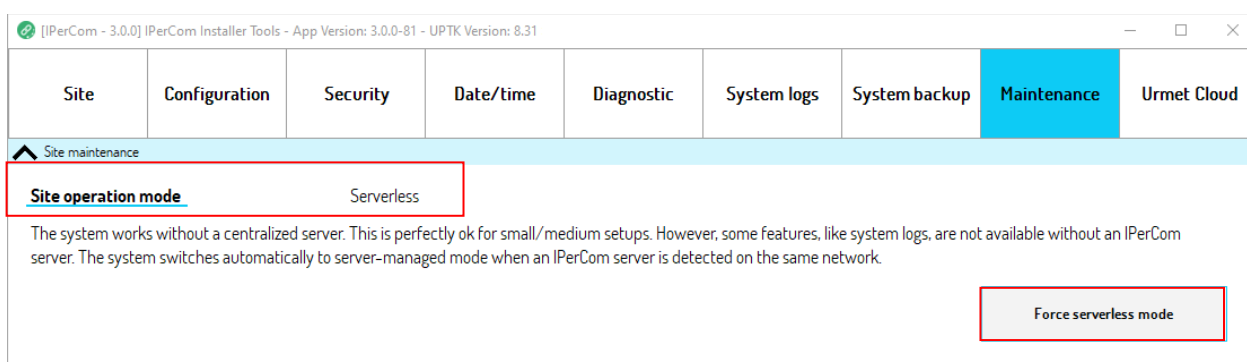 [IPerCom - 3.0.0] IPerCom Installer Tools - App Version: 3.0.0-81 - UPTK Version: 8.31
Site Configuration Security Date/time Diagnostic System logs System backup Maintenance Urmet Cloud
Site maintenance
Site operation mode Serverless
The system works without a centralized server. This is perfectly ok for small/medium setups. However, some features, like system logs, are not available without an IPerCom
server. The system switches automatically to server-managed mode when an IPerCom server is detected on the same network.
Force serverless mode